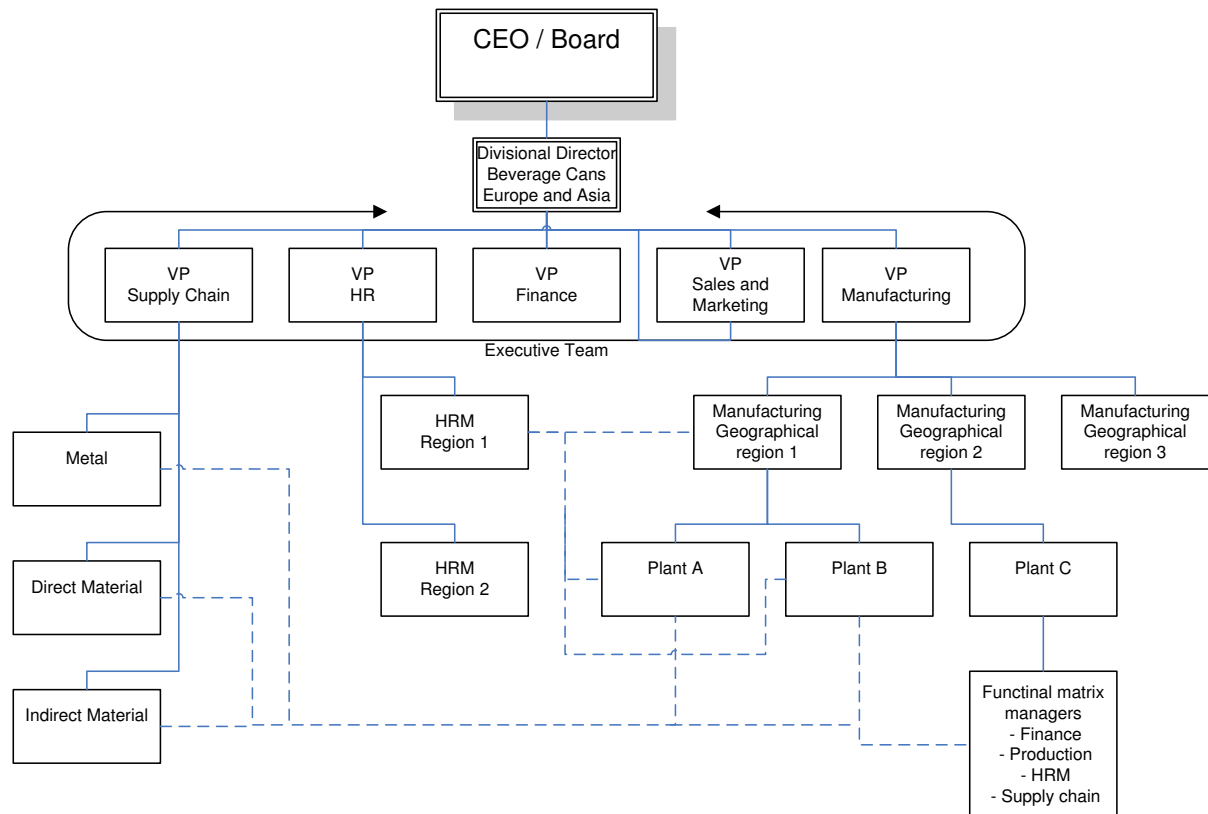 CEO / Board
Divisional Director
Beverage Cans
Europe and Asia
VP
Supply Chain
VP
HR
VP
Finance
VP
Sales and
Marketing
VP
Manufacturing
Executive Team
HRM
Region 1
Manufacturing
Geographical
region 1
Manufacturing
Geographical
region 2
Manufacturing
Geographical
region 3
Metal
Direct Material
HRM
Region 2
Plant A
Plant B
Plant C
Indirect Material
Functinal matrix
managers
- Finance
- Production
- HRM
- Supply chain